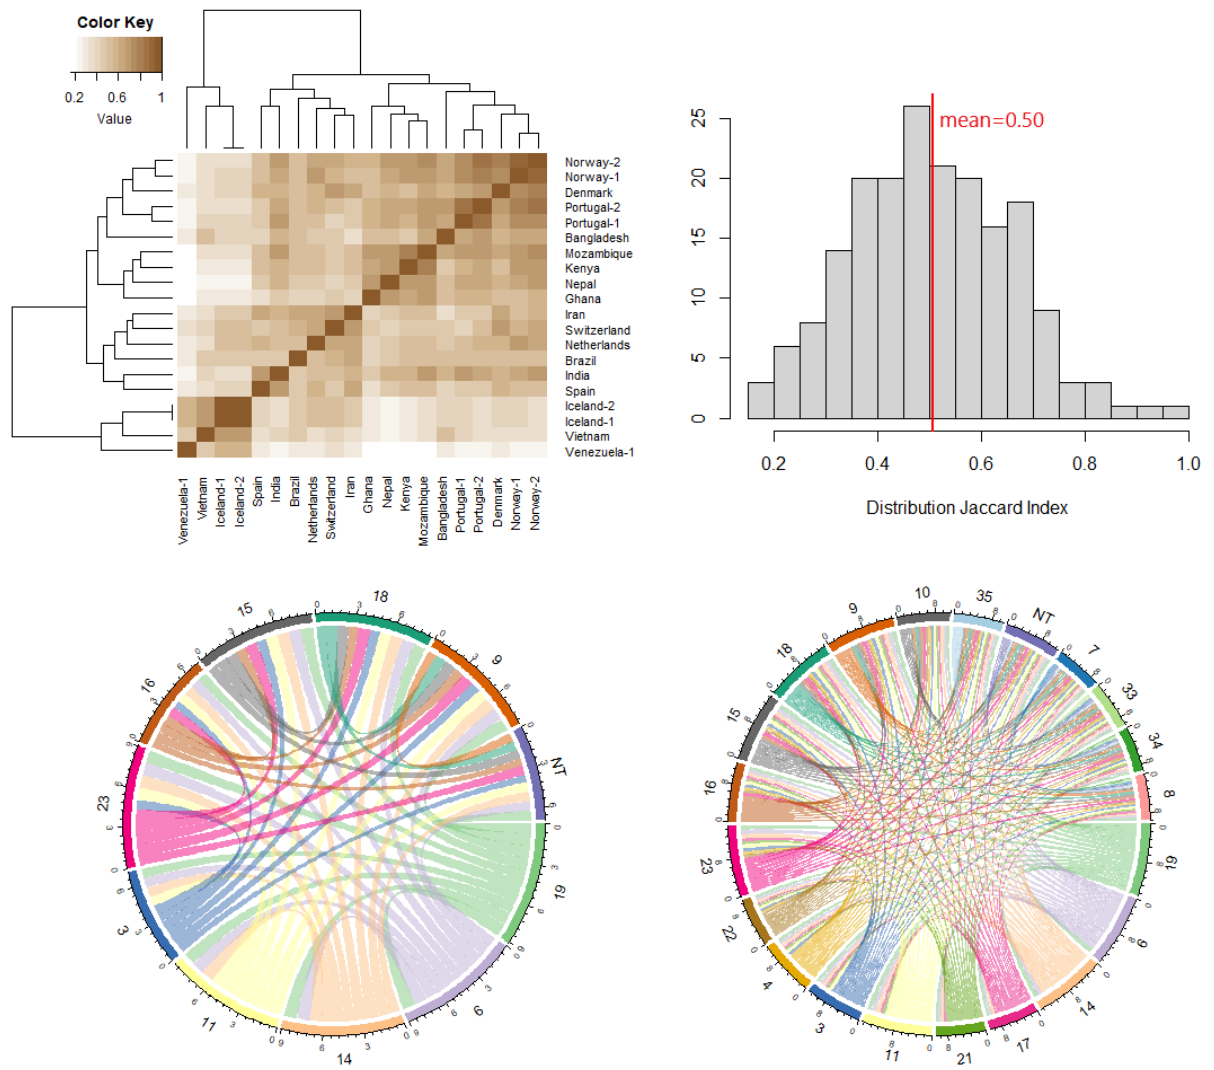 Color Key
0.2 0.6 1
Value
Norway-2
Norway-1
Denmark
Portugal-2
Portugal-1
Bangladesh
Mozambique
Kenya
Nepal
Ghana
Iran
Switzerland
Netherlands
Brazil
India
Spain
Iceland-2
Iceland-1
Vietnam
Venezuela-1
Venezuela-1
Vietnam
Iceland-1
Iceland-2
Spain
India
Brazil
Netherlands
Switzerland
Iran
Ghana
Nepal
Kenya
Mozambique
Bangladesh
Portugal-1
Portugal-2
Denmark
Norway-1
Norway-2
mean=0.50
25
20
15
10
5
0
0.2 0.4 0.6 0.8 1.0
Distribution Jaccard Index
15
18
9
NT
19
6
14
11
3
23
16
10
35
NT
7
33
34
8
19
6
14
17
21
11
3
4
22
23
16
15
18
9